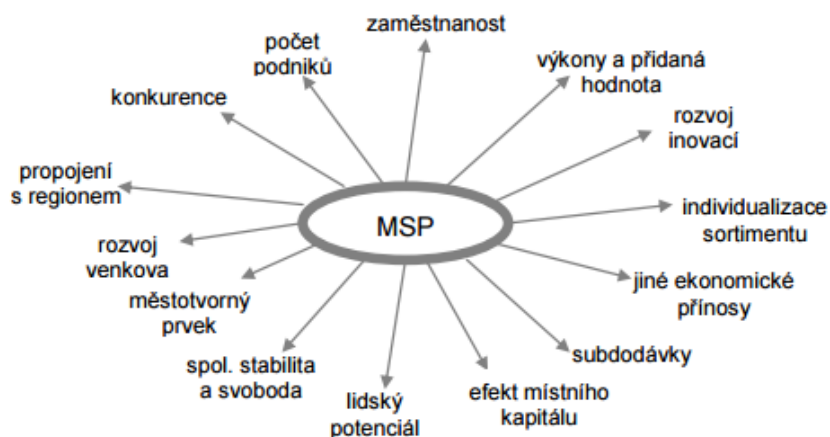 zaměstnanost
počet
podniků
výkony a přidaná
hodnota
konkurence
rozvoj
inovací
propojení
s regionem
MSP
individualizace
sortimentu
rozvoj
venkova
jiné ekonomické
přínosy
městotvorný
prvek
subdodávky
spol. stabilita
a svoboda
lidský
potenciál
efekt místního
kapitálu